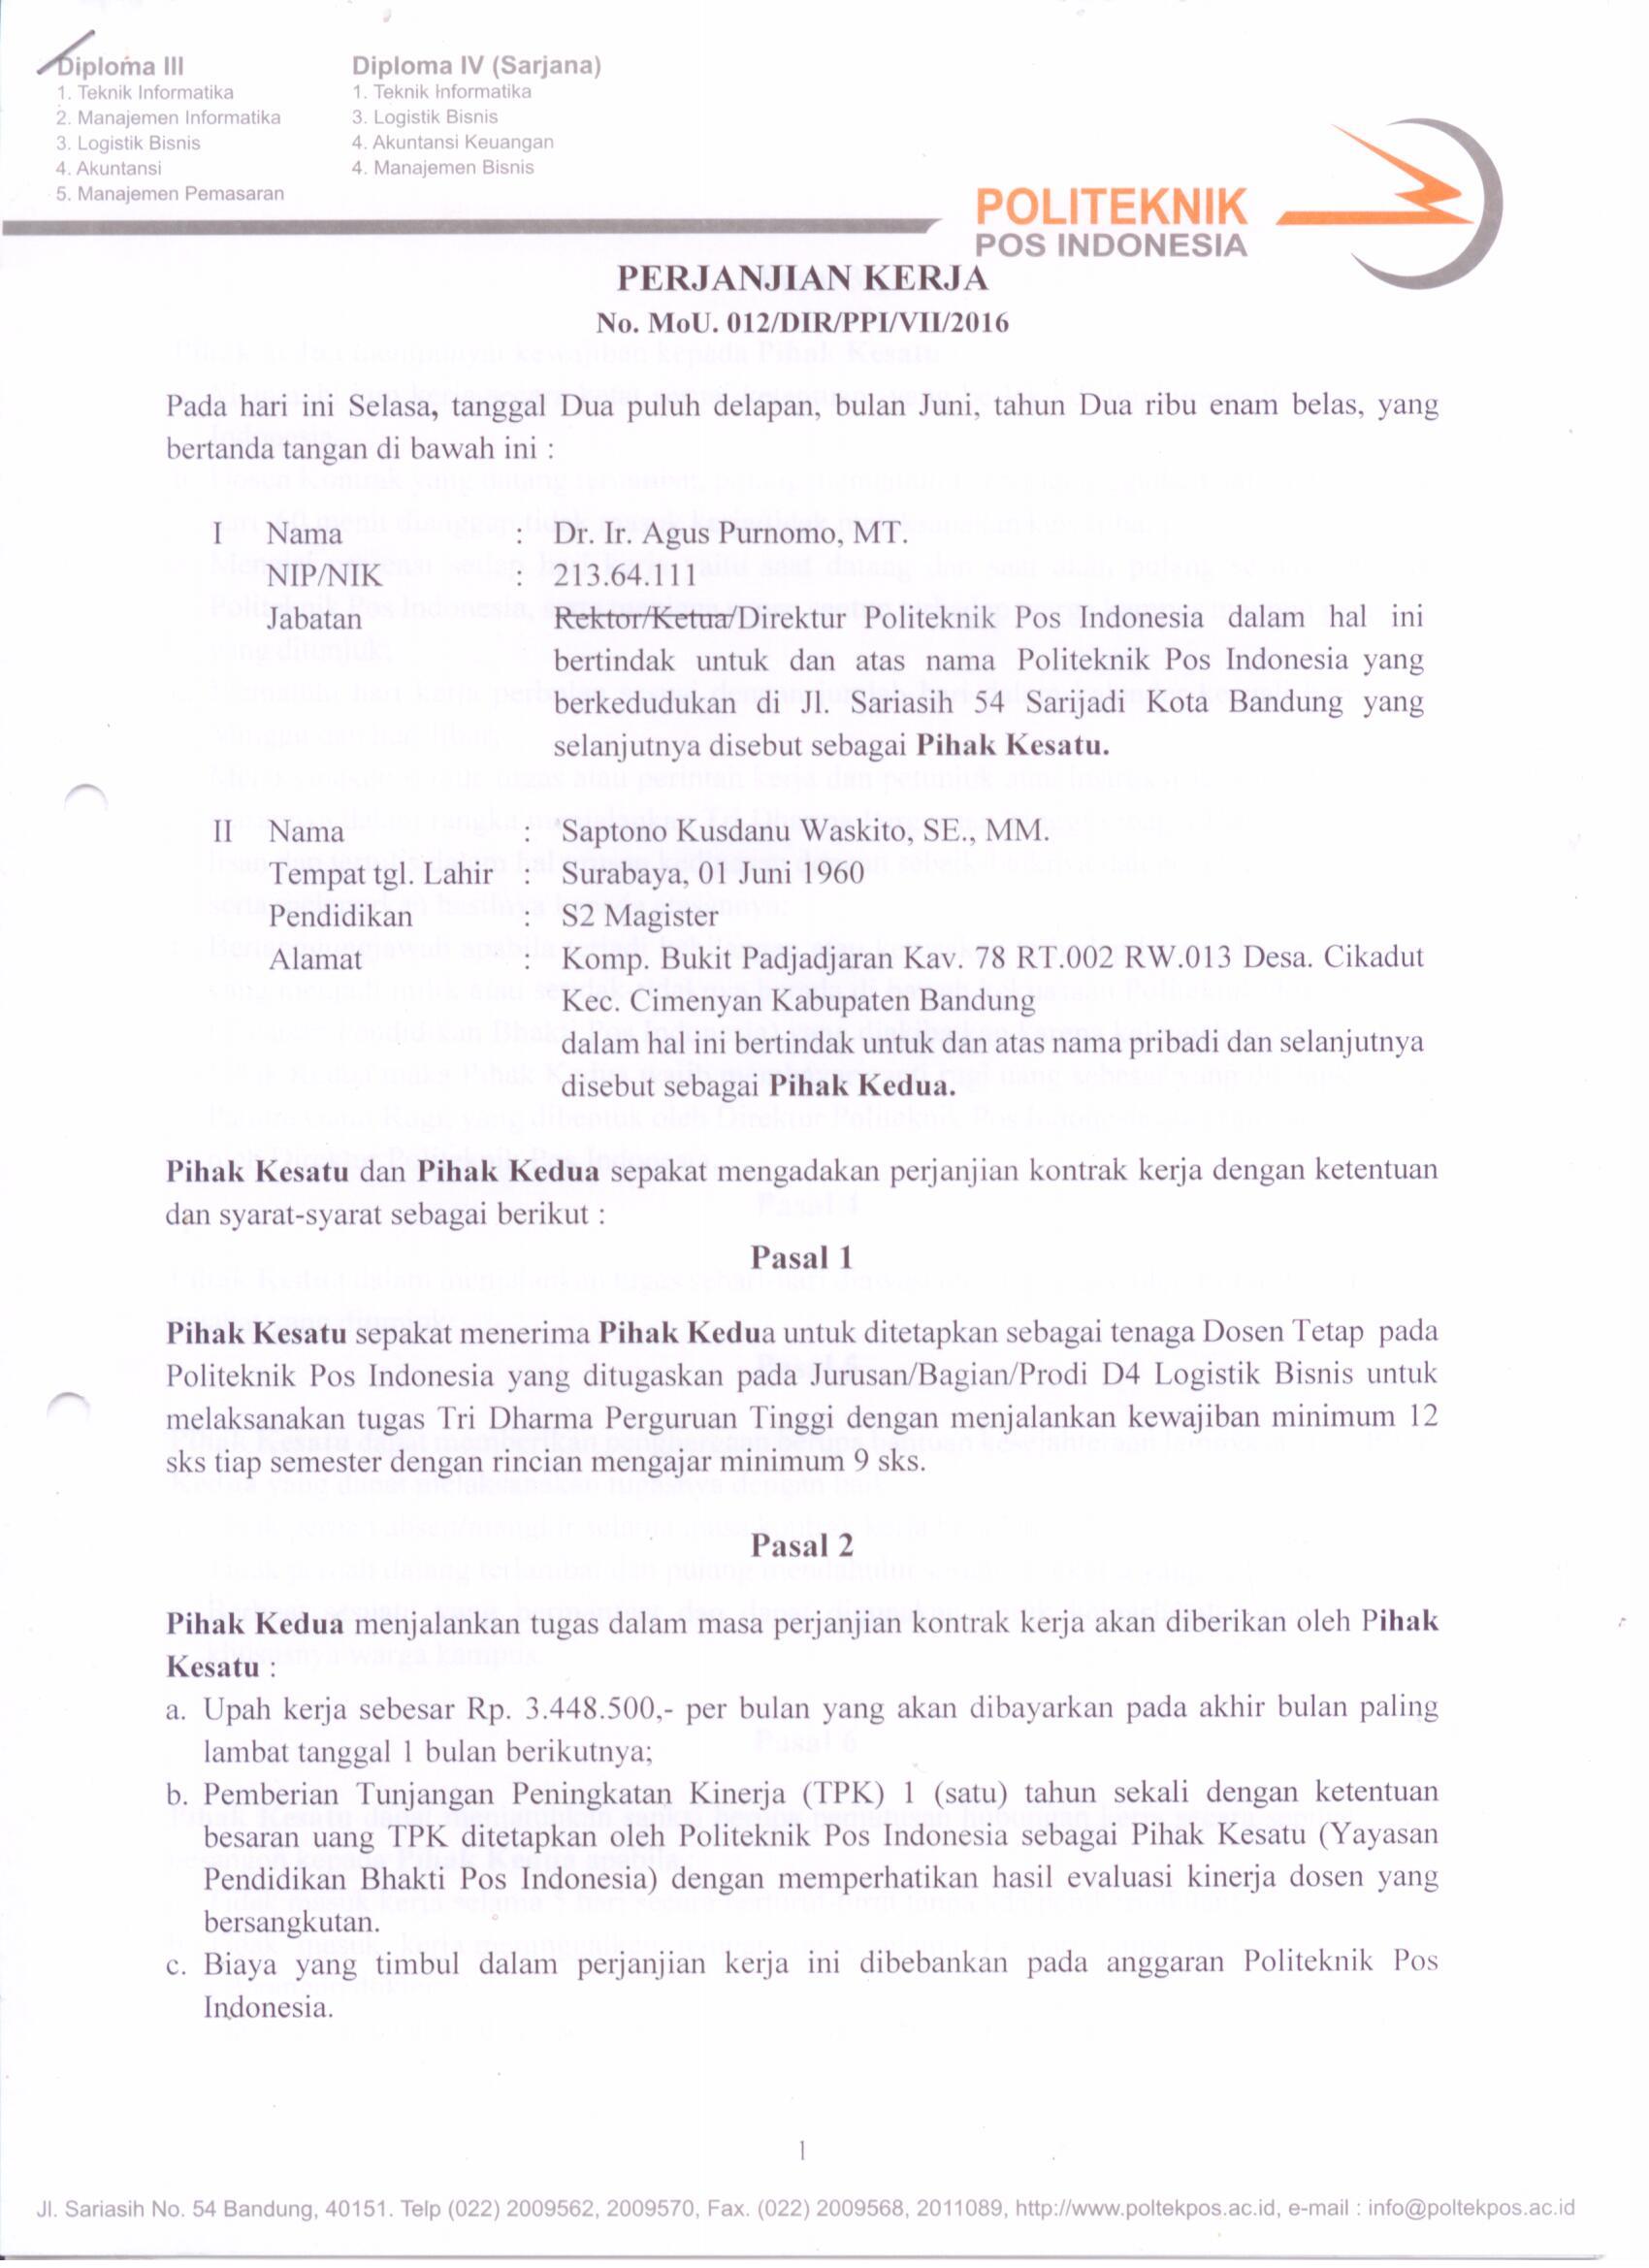 Diploma III
1. Teknik Informatika
2. Manajemen Informatika
3. Logistik Bisnis
4. Akuntansi
5. Manajemen Pemasaran
Diploma IV (Sarjana)
1. Teknik Informatika
3. Logistik Bisnis
4. Akuntansi Keuangan
4. Manajemen Bisnis
POLITEKNIK
POS INDONESIA
PERJANJIAN KERJA
No. MoU. 012/DIR/PPI/VII/2016
Pada hari ini Selasa, tanggal Dua puluh delapan, bulan Juni, tahun Dua ribu enam belas, yang
bertanda tangan di bawah ini :
I Nama : Dr. Ir. Agus Purnomo, MT.
NIP/NIK : 213.64.111
Jabatan : Rektor/Ketua/Direktur Politeknik Pos Indonesia dalam hal ini
bertindak untuk dan atas nama Politeknik Pos Indonesia yang
berkedudukan di Jl. Sariasih 54 Sarijadi Kota Bandung yang
selanjutnya disebut sebagai Pihak Kesatu.
II Nama : Saptono Kusdanu Waskito, SE., MM.
Tempat tgl. Lahir : Surabaya, 01 Juni 1960
Pendidikan : S2 Magister
Alamat : Komp. Bukit Padjadjaran Kav. 78 RT.002 RW.013 Desa. Cikadut
Kec. Cimenyan Kabupaten Bandung
dalam hal ini bertindak untuk dan atas nama pribadi dan selanjutnya
disebut sebagai Pihak Kedua.
Pihak Kesatu dan Pihak Kedua sepakat mengadakan perjanjian kontrak kerja dengan ketentuan
dan syarat-syarat sebagai berikut :
Pasal 1
Pihak Kesatu sepakat menerima Pihak Kedua untuk ditetapkan sebagai tenaga Dosen Tetap pada
Politeknik Pos Indonesia yang ditugaskan pada Jurusan/Bagian/Prodi D4 Logistik Bisnis untuk
melaksanakan tugas Tri Dharma Perguruan Tinggi dengan menjalankan kewajiban minimum 12
sks tiap semester dengan rincian mengajar minimum 9 sks.
Pasal 2
Pihak Kedua menjalankan tugas dalam masa perjanjian kontrak kerja akan diberikan oleh Pihak
Kesatu :
a. Upah kerja sebesar Rp. 3.448.500,- per bulan yang akan dibayarkan pada akhir bulan paling
lambat tanggal 1 bulan berikutnya;
b. Pemberian Tunjangan Peningkatan Kinerja (TPK) 1 (satu) tahun sekali dengan ketentuan
besaran uang TPK ditetapkan oleh Politeknik Pos Indonesia sebagai Pihak Kesatu (Yayasan
Pendidikan Bhakti Pos Indonesia) dengan memperhatikan hasil evaluasi kinerja dosen yang
bersangkutan.
c. Biaya yang timbul dalam perjanjian kerja ini dibebankan pada anggaran Politeknik Pos
Indonesia.
1
Jl. Sariasih No. 54 Bandung, 40151. Telp (022) 2009562, 2009570, Fax. (022) 2009568, 2011089, http://www.poltekpos.ac.id, e-mail : info@poltekpos.ac.id